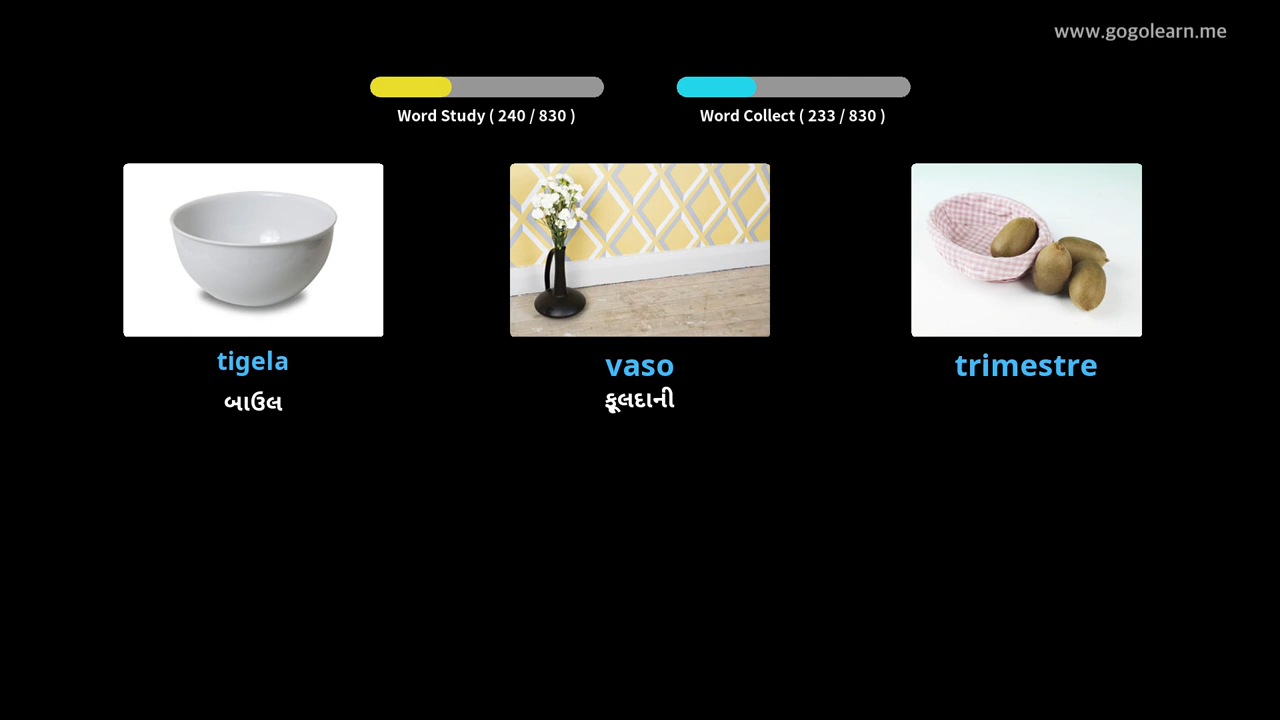 www.gogolearn.me
Word Study ( 240 / 830 )
Word Collect ( 233 / 830 )
tigela
vaso
trimestre
બાઉલ
ફૂલદાની